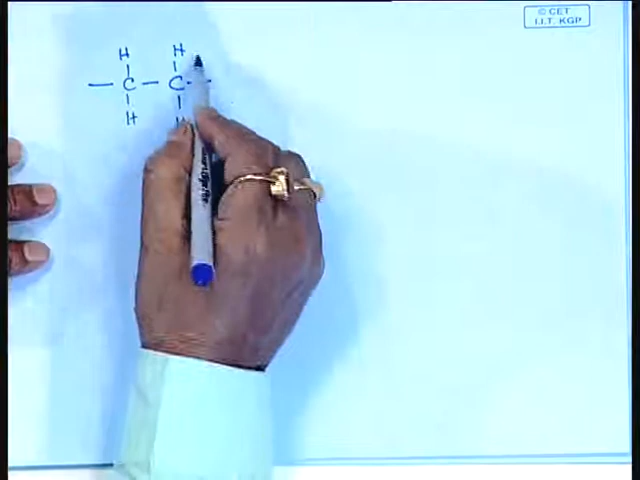 © CET
I.I.T. KGP
H H
— C — C —
H H